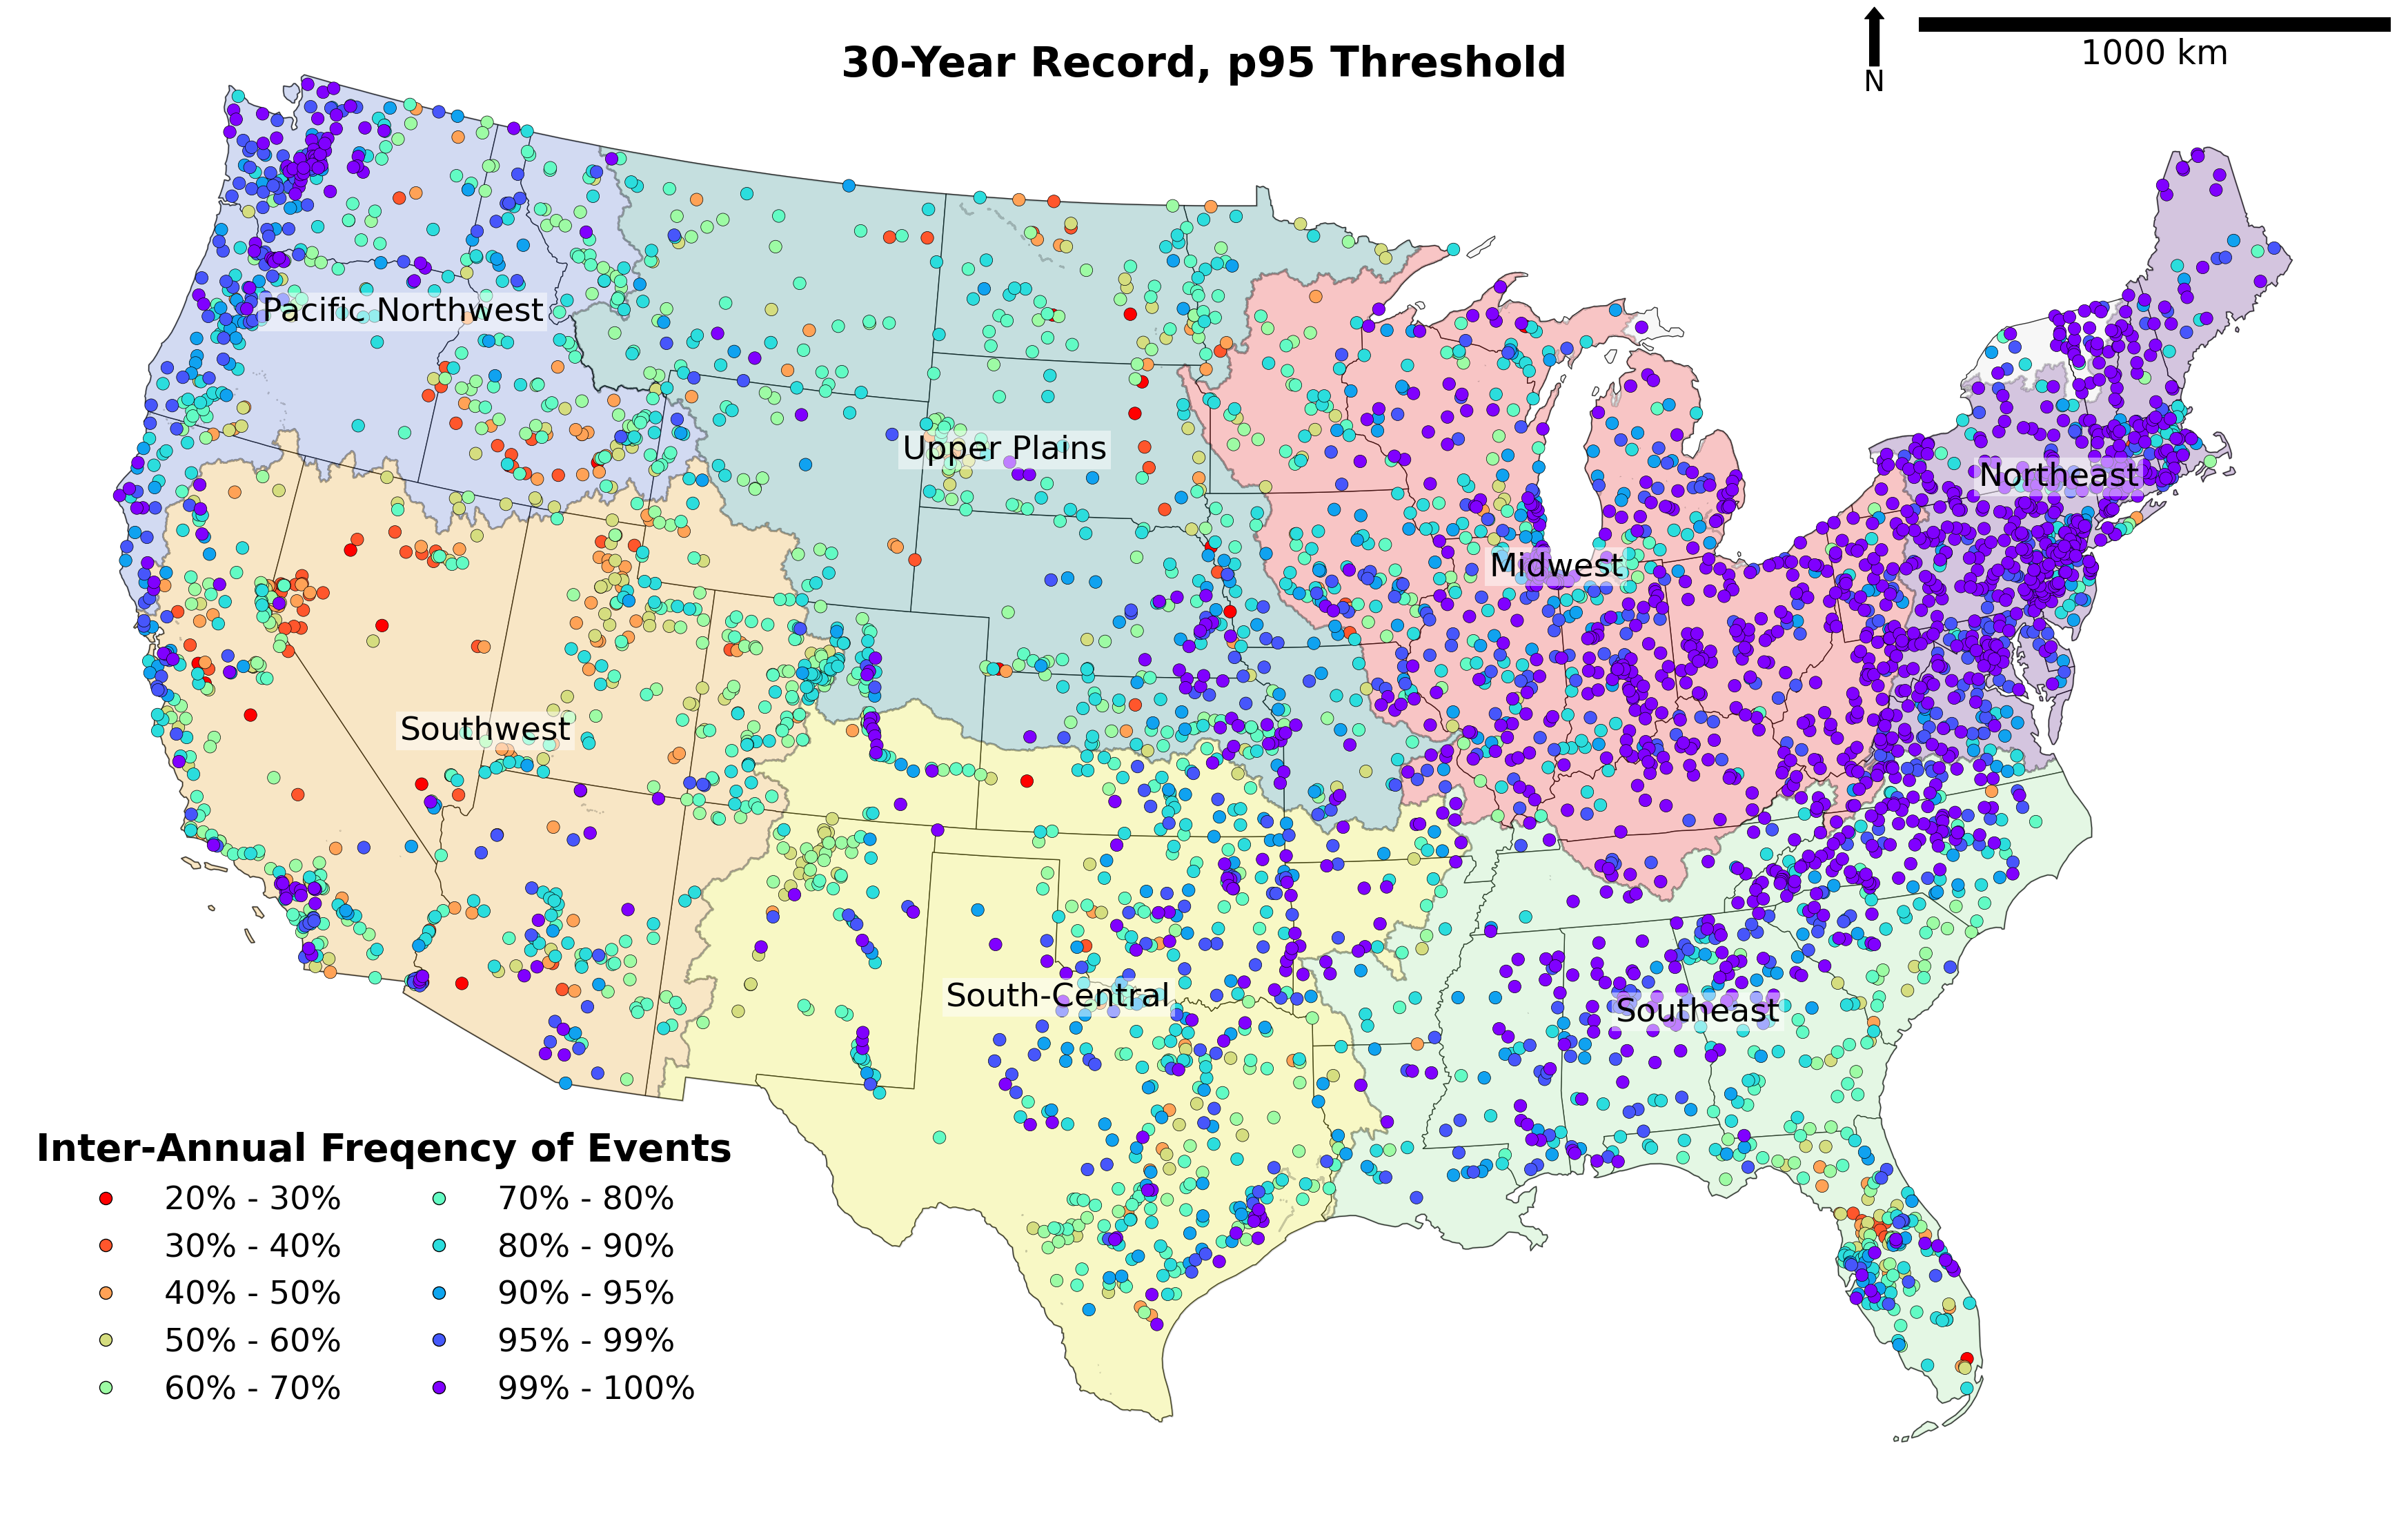 30-Year Record, p95 Threshold
1000 km
N
Pacific Northwest
Upper Plains
Northeast
Midwest
Southwest
South-Central
Southeast
Inter-Annual Freqency of Events
20% - 30%
30% - 40%
40% - 50%
50% - 60%
60% - 70%
70% - 80%
80% - 90%
90% - 95%
95% - 99%
99% - 100%